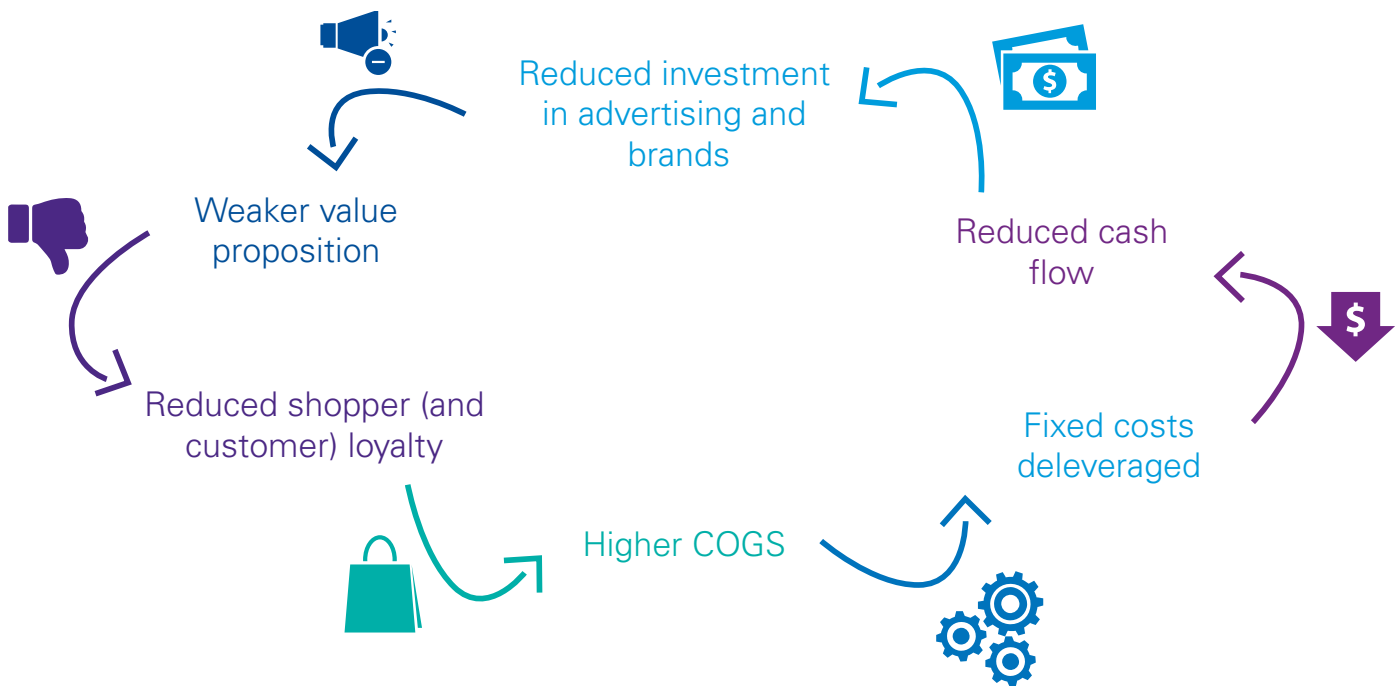 Reduced investment
in advertising and
brands
$
Weaker value
proposition
Reduced cash
flow
$
Reduced shopper (and
customer) loyalty
Fixed costs
deleveraged
Higher COGS